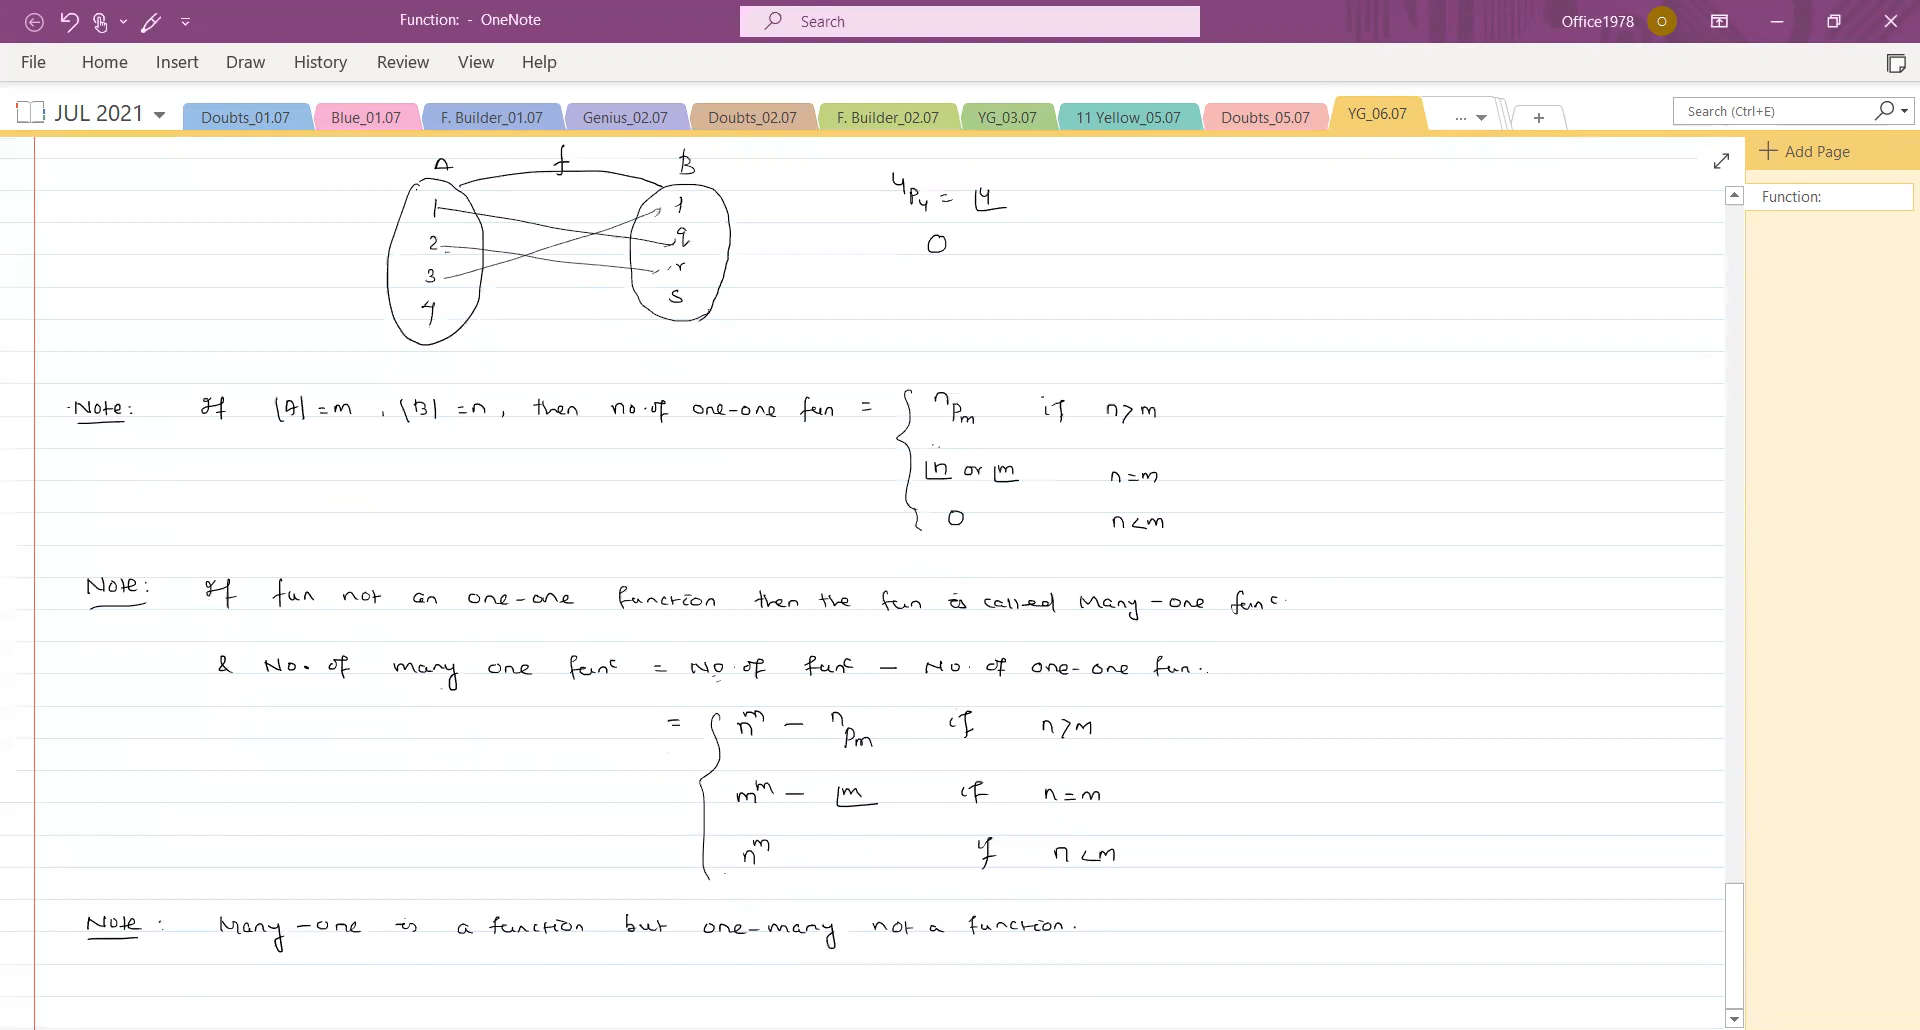 Function: - OneNote
Search
Office1978
O
File Home Insert Draw History Review View Help
JUL 2021
Doubts_01.07 Blue_01.07 F. Builder_01.07 Genius_02.07 Doubts_02.07 F. Builder_02.07 YG_03.07 11 Yellow_05.07 Doubts_05.07 YG_06.07 ... +
Search (Ctrl+E)
Add Page
Function:
A f B
1
2
3
4
q
r
s
⁴P₄ = ⌊4
0
Note: If |A| = m , |B| = n , then no. of one-one fun = { ⁿPₘ if n > m
⌊n or ⌊m n = m
0 n < m
Note: If fun not an one-one function then the fun is called Many-one func.
& No. of many one func = No. of func - No. of one-one fun.
= { nᵐ - ⁿPₘ if n > m
mᵐ - ⌊m if n = m
nᵐ if n < m
Note: Many-one is a function but one-many not a function.